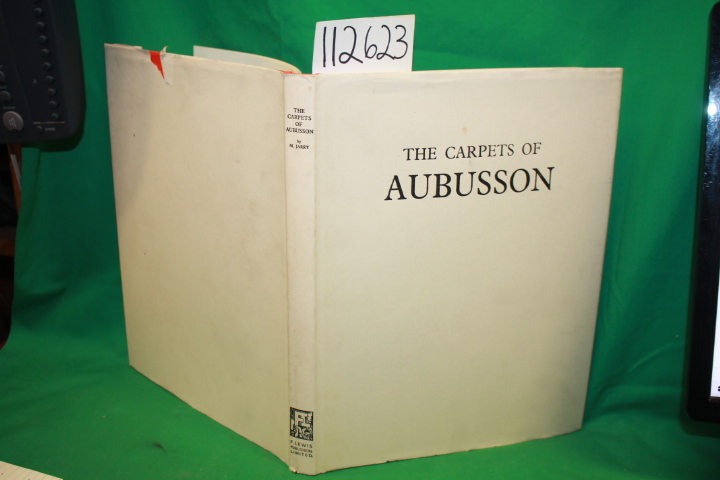 112623
THE
CARPETS
OF
AUBUSSON
by
M. JARRY
F. LEWIS
PUBLISHERS
LIMITED
THE CARPETS OF
AUBUSSON